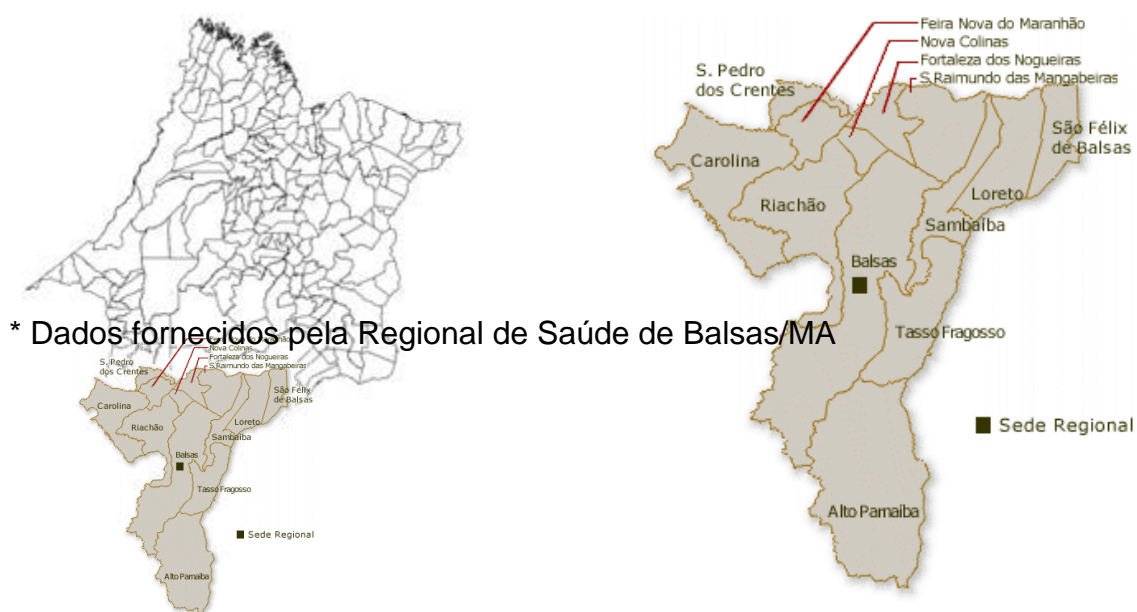 Feira Nova do Maranhão
Nova Colinas
Fortaleza dos Nogueiras
S.Raimundo das Mangabeiras
S. Pedro
dos Crentes
São Félix
de Balsas
Carolina
Loreto
Riachão
Sambaíba
Balsas
Tasso Fragosso
Sede Regional
Alto Parnaíba
* Dados fornecidos pela Regional de Saúde de Balsas/MA
Nova Colinas
Fortaleza dos Nogueiras
S.Raimundo das Mangabeiras
S. Pedro
dos Crentes
São Félix
de Balsas
Carolina
Loreto
Riachão
Sambaíba
Balsas
Tasso Fragosso
Sede Regional
Alto Parnaíba